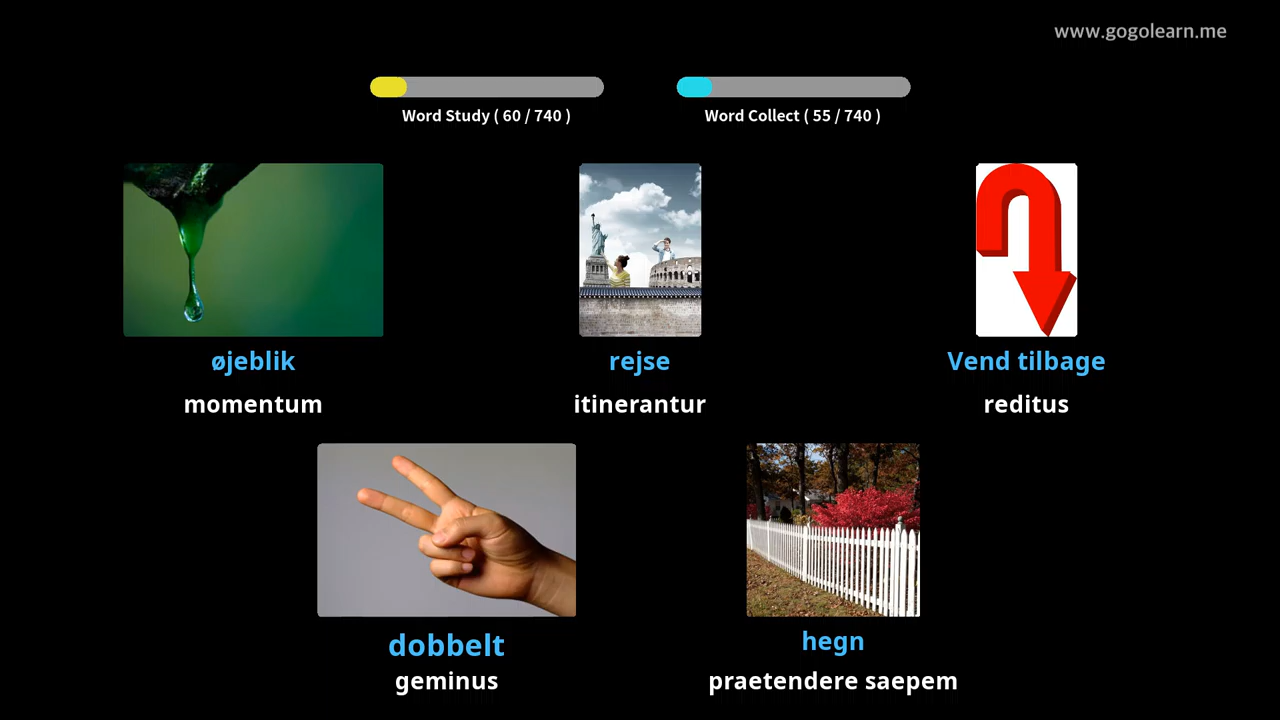 www.gogolearn.me
Word Study ( 60 / 740 )
Word Collect ( 55 / 740 )
øjeblik
rejse
Vend tilbage
momentum
itinerantur
reditus
dobbelt
hegn
geminus
praetendere saepem